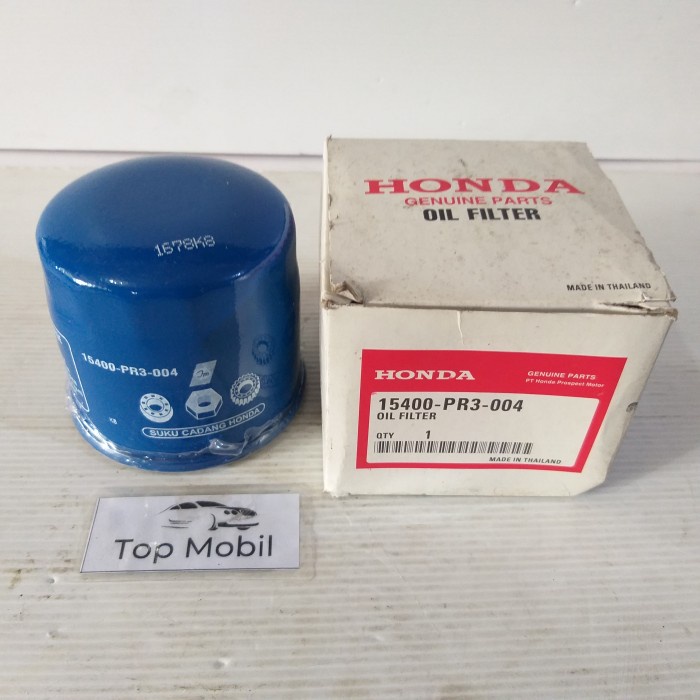 1678K8
15400-PR3-004
SUKU CADANG HONDA
HONDA
GENUINE PARTS
OIL FILTER
MADE IN THAILAND
HONDA
GENUINE PARTS
PT Honda Prospect Motor
15400-PR3-004
OIL FILTER
QTY 1
MADE IN THAILAND
Top Mobil